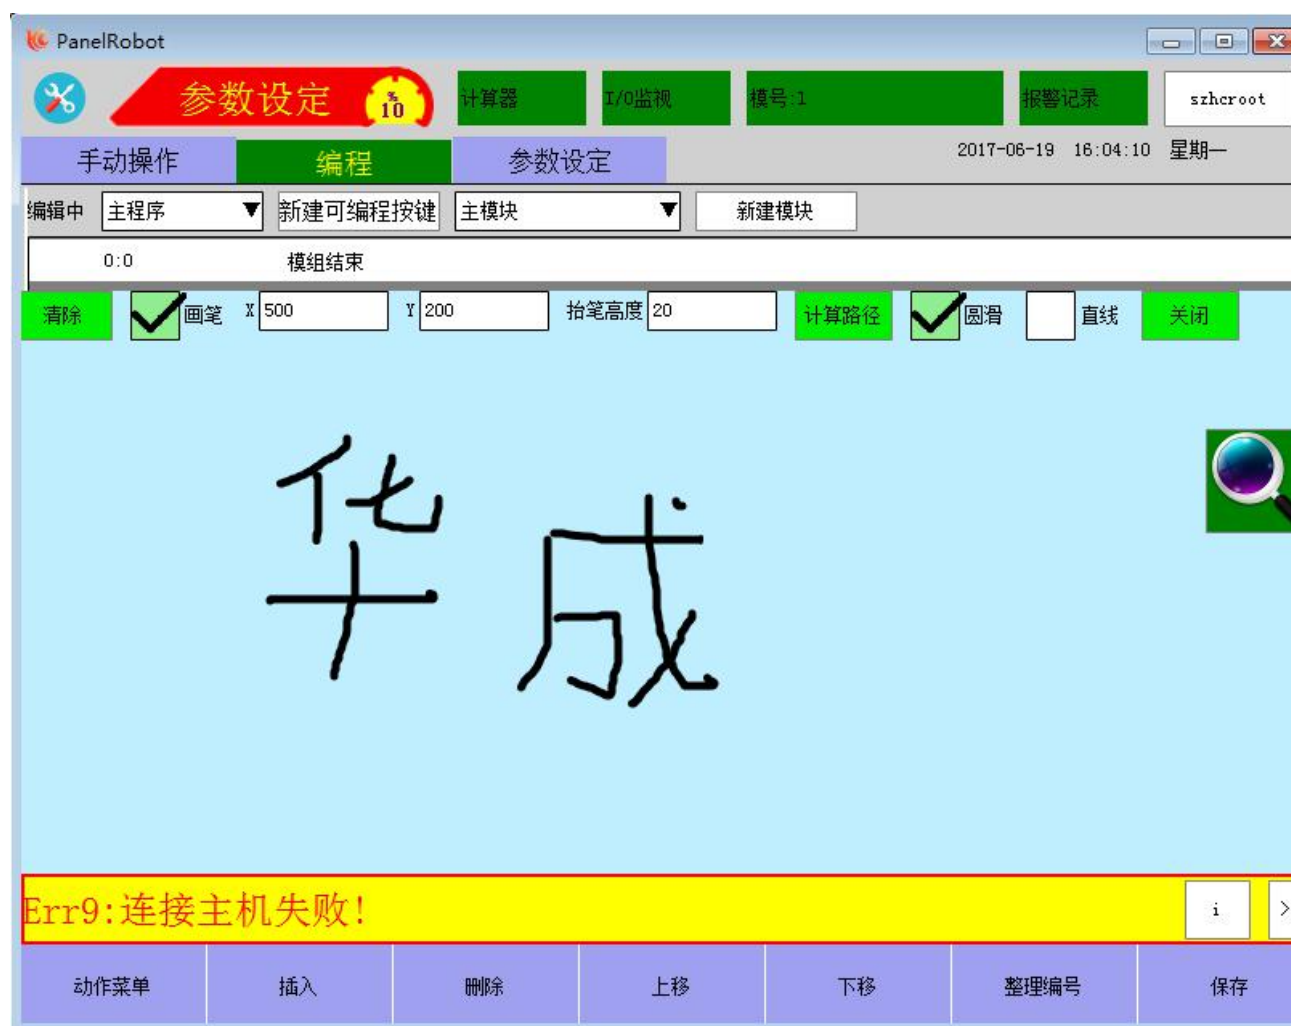 PanelRobot
参数设定 % 10 计算器 I/O监视 模号:1 报警记录 szhcroot
手动操作 编程 参数设定 2017-06-19 16:04:10 星期一
编辑中 主程序 新建可编程按键 主模块 新建模块
0:0 模组结束
清除 画笔 X 500 Y 200 抬笔高度 20 计算路径 圆滑 直线 关闭
华成
Err9:连接主机失败! i >
动作菜单 插入 删除 上移 下移 整理编号 保存